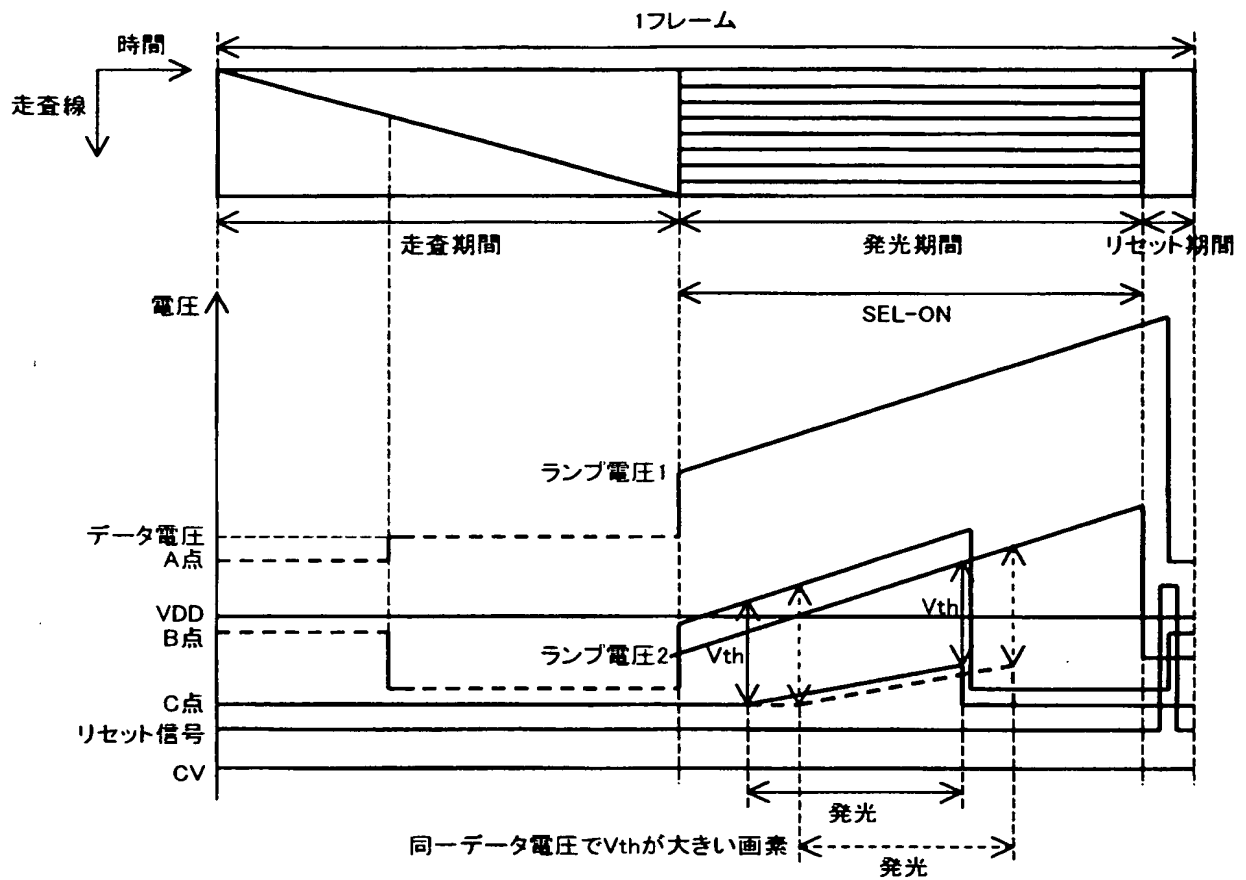 1フレーム
時間
走査線
走査期間
発光期間
リセット期間
電圧
SEL-ON
ランプ電圧1
データ電圧
A点
VDD
B点
ランプ電圧2
Vth
Vth
C点
リセット信号
CV
発光
同一データ電圧でVthが大きい画素
発光